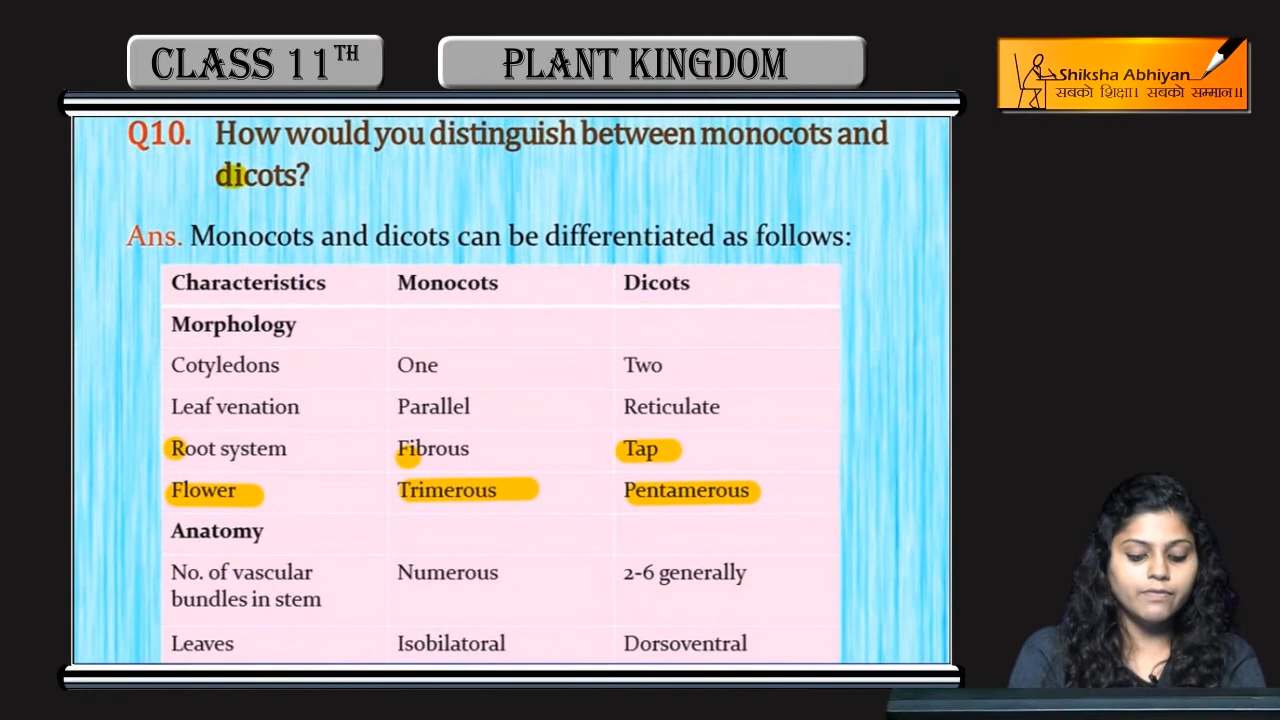 CLASS 11TH
PLANT KINGDOM
Shiksha Abhiyan
सबको शिक्षा। सबको सम्मान॥
Q10. How would you distinguish between monocots and
dicots?
Ans. Monocots and dicots can be differentiated as follows:
Characteristics Monocots Dicots
Morphology
Cotyledons One Two
Leaf venation Parallel Reticulate
Root system Fibrous Tap
Flower Trimerous Pentamerous
Anatomy
No. of vascular Numerous 2-6 generally
bundles in stem
Leaves Isobilatoral Dorsoventral